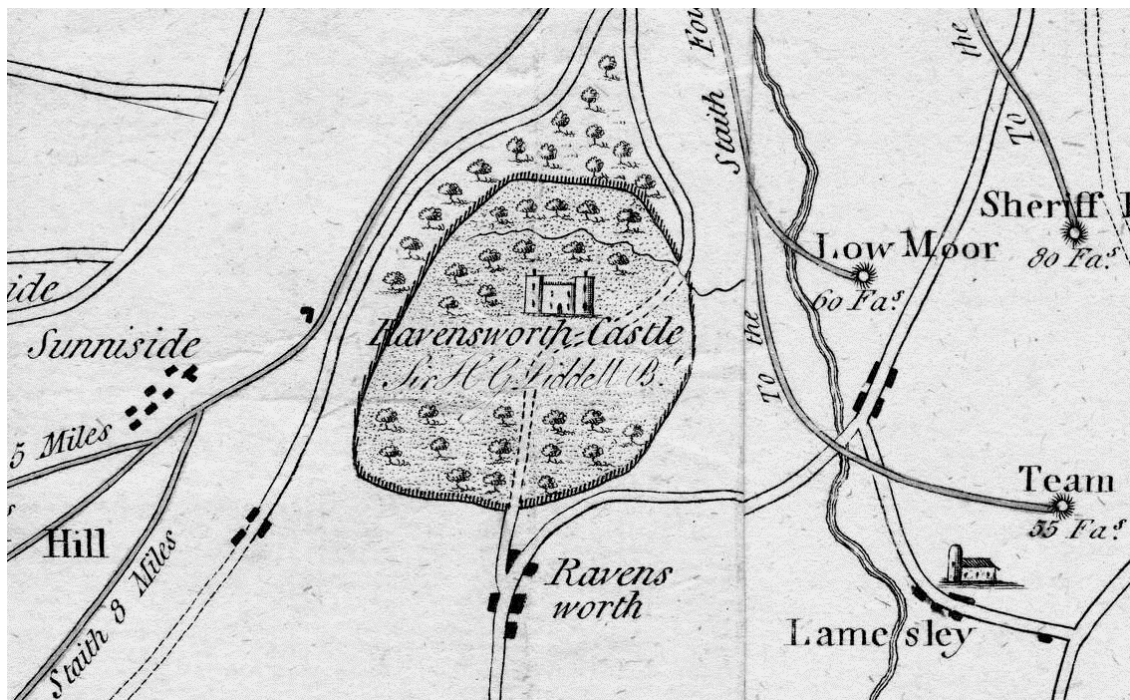 Staith Fou
To the
Sheriff
80 Fa.s
Low Moor
60 Fa.s
Ravensworth-Castle
Sir H G Liddell B.t
To the
ide
Sunniside
5 Miles
Hill
Staith 8 Miles
Team
55 Fa.s
Ravens
worth
Lamesley